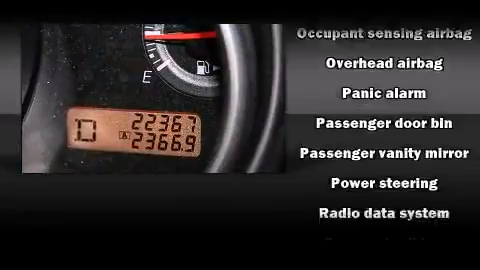 E
22367
A 2366.9
Occupant sensing airbag
Overhead airbag
Panic alarm
Passenger door bin
Passenger vanity mirror
Power steering
Radio data system